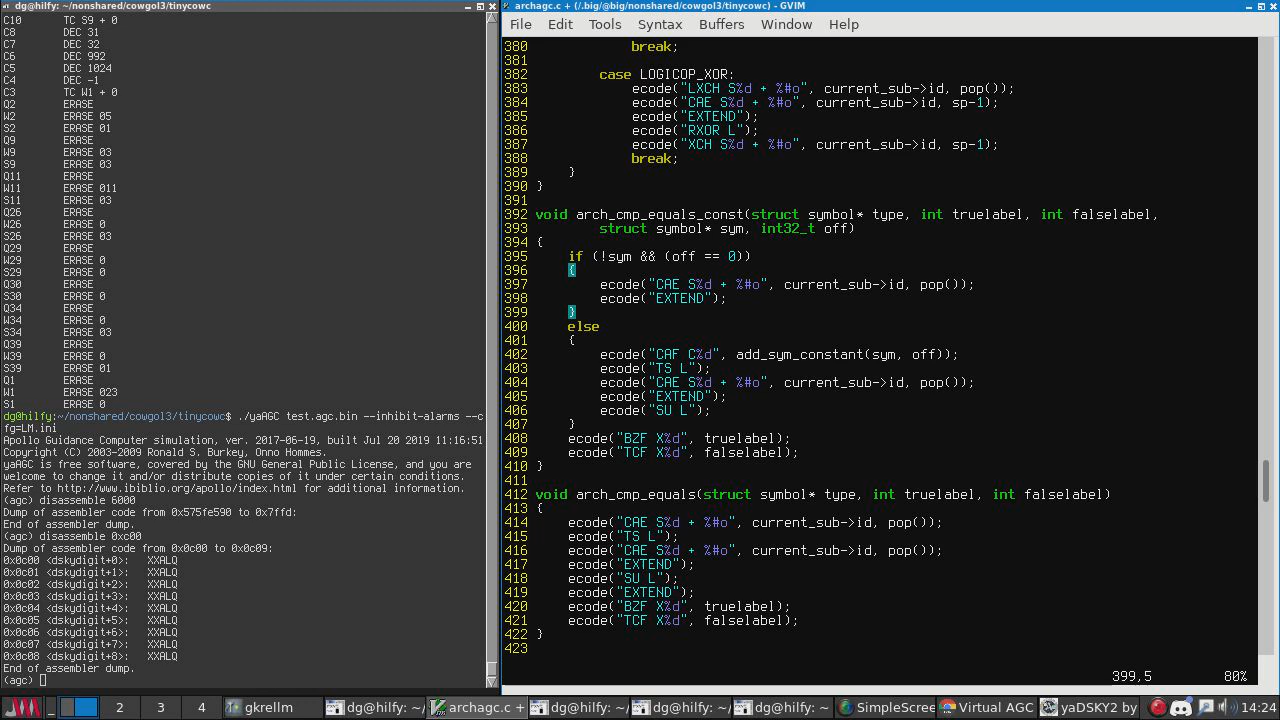 dg@hilfy: ~/nonshared/cowgol3/tinycowc
C10 TC S9 + 0
C8 DEC 31
C7 DEC 32
C6 DEC 992
C5 DEC 1024
C4 DEC -1
C3 TC W1 + 0
Q2 ERASE
W2 ERASE 05
S2 ERASE 01
Q9 ERASE
W9 ERASE 03
S9 ERASE 03
Q11 ERASE
W11 ERASE 011
S11 ERASE 03
Q26 ERASE
W26 ERASE 0
S26 ERASE 03
Q29 ERASE
W29 ERASE 0
S29 ERASE 0
Q30 ERASE
S30 ERASE 0
Q34 ERASE
W34 ERASE 0
S34 ERASE 03
Q39 ERASE
W39 ERASE 0
S39 ERASE 01
Q1 ERASE
W1 ERASE 023
S1 ERASE 0
dg@hilfy:~/nonshared/cowgol3/tinycowc$ ./yaAGC test.agc.bin --inhibit-alarms --c
fg=LM.ini
Apollo Guidance Computer simulation, ver. 2017-06-19, built Jul 20 2019 11:16:51
Copyright (C) 2003-2009 Ronald S. Burkey, Onno Hommes.
yaAGC is free software, covered by the GNU General Public License, and you are
welcome to change it and/or distribute copies of it under certain conditions.
Refer to http://www.ibiblio.org/apollo/index.html for additional information.
(agc) disassemble 6000
Dump of assembler code from 0x575fe590 to 0x7ffd:
End of assembler dump.
(agc) disassemble 0xc00
Dump of assembler code from 0x0c00 to 0x0c09:
0x0c00 <dskydigit+0>: XXALQ
0x0c01 <dskydigit+1>: XXALQ
0x0c02 <dskydigit+2>: XXALQ
0x0c03 <dskydigit+3>: XXALQ
0x0c04 <dskydigit+4>: XXALQ
0x0c05 <dskydigit+5>: XXALQ
0x0c06 <dskydigit+6>: XXALQ
0x0c07 <dskydigit+7>: XXALQ
0x0c08 <dskydigit+8>: XXALQ
End of assembler dump.
(agc)
archagc.c + (/.big/@big/nonshared/cowgol3/tinycowc) - GVIM
File Edit Tools Syntax Buffers Window Help
380 break;
381
382 case LOGICOP_XOR:
383 ecode("LXCH S%d + %#o", current_sub->id, pop());
384 ecode("CAE S%d + %#o", current_sub->id, sp-1);
385 ecode("EXTEND");
386 ecode("RXOR L");
387 ecode("XCH S%d + %#o", current_sub->id, sp-1);
388 break;
389 }
390 }
391
392 void arch_cmp_equals_const(struct symbol* type, int truelabel, int falselabel,
393 struct symbol* sym, int32_t off)
394 {
395 if (!sym && (off == 0))
396 {
397 ecode("CAE S%d + %#o", current_sub->id, pop());
398 ecode("EXTEND");
399 }
400 else
401 {
402 ecode("CAF C%d", add_sym_constant(sym, off));
403 ecode("TS L");
404 ecode("CAE S%d + %#o", current_sub->id, pop());
405 ecode("EXTEND");
406 ecode("SU L");
407 }
408 ecode("BZF X%d", truelabel);
409 ecode("TCF X%d", falselabel);
410 }
411
412 void arch_cmp_equals(struct symbol* type, int truelabel, int falselabel)
413 {
414 ecode("CAE S%d + %#o", current_sub->id, pop());
415 ecode("TS L");
416 ecode("CAE S%d + %#o", current_sub->id, pop());
417 ecode("EXTEND");
418 ecode("SU L");
419 ecode("EXTEND");
420 ecode("BZF X%d", truelabel);
421 ecode("TCF X%d", falselabel);
422 }
423
399,5 80%
2 3 4 gkrellm dg@hilfy: ~/ archagc.c + dg@hilfy: ~/ dg@hilfy: ~/ dg@hilfy: ~/ SimpleScree Virtual AGC yaDSKY2 by 14:24